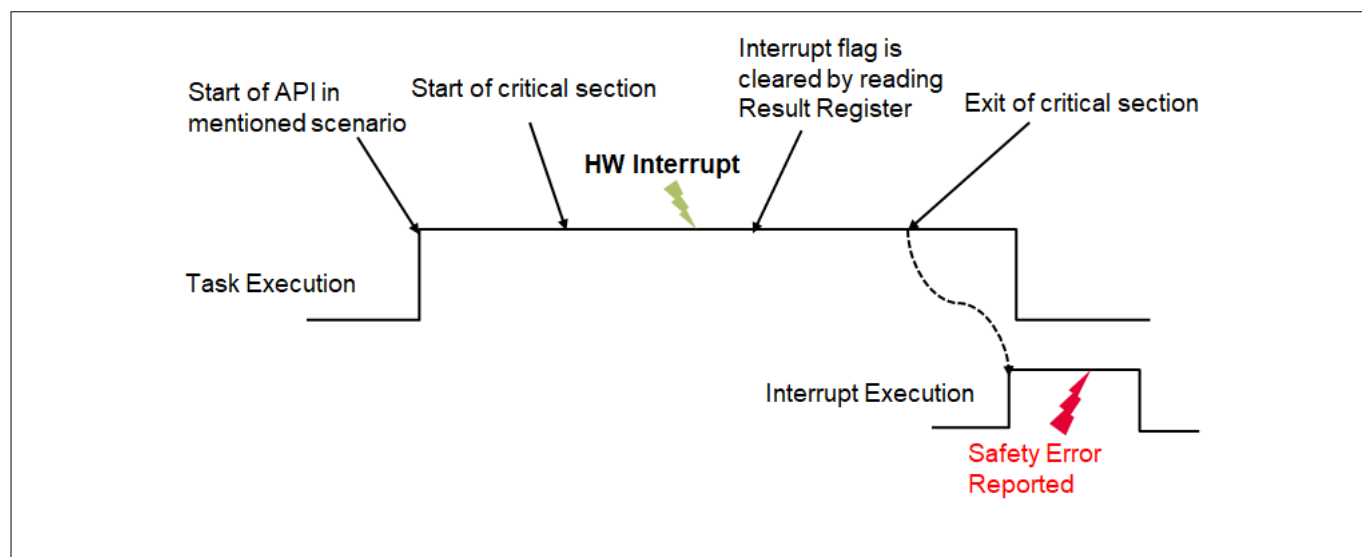 Start of API in
mentioned scenario
Start of critical section
HW Interrupt
Interrupt flag is
cleared by reading
Result Register
Exit of critical section
Task Execution
Interrupt Execution
Safety Error
Reported